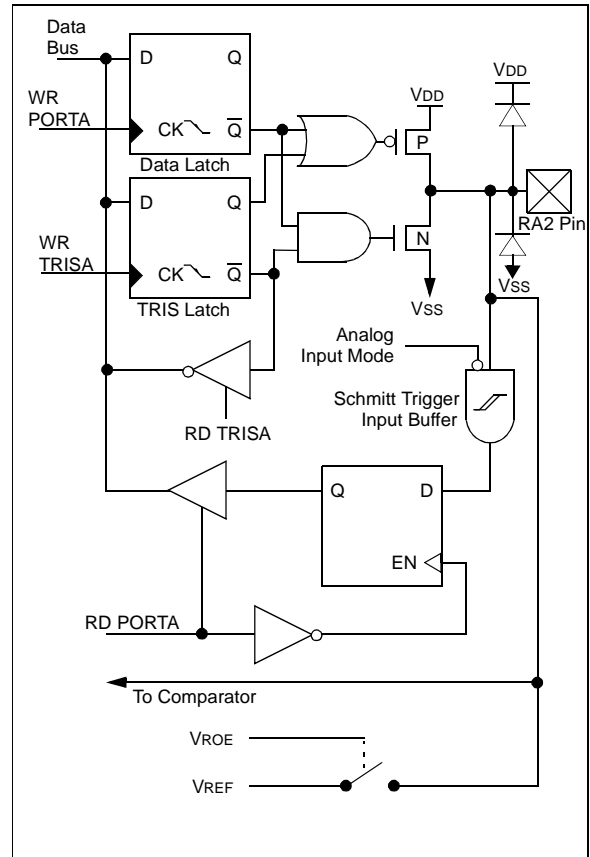 Data
Bus
D
Q
VDD
WR
PORTA
VDD
CK
Q
P
Data Latch
D
Q
RA2 Pin
WR
TRISA
N
CK
Q
VSS
VSS
TRIS Latch
Analog
Input Mode
Schmitt Trigger
Input Buffer
RD TRISA
Q
D
EN
RD PORTA
To Comparator
VROE
VREF